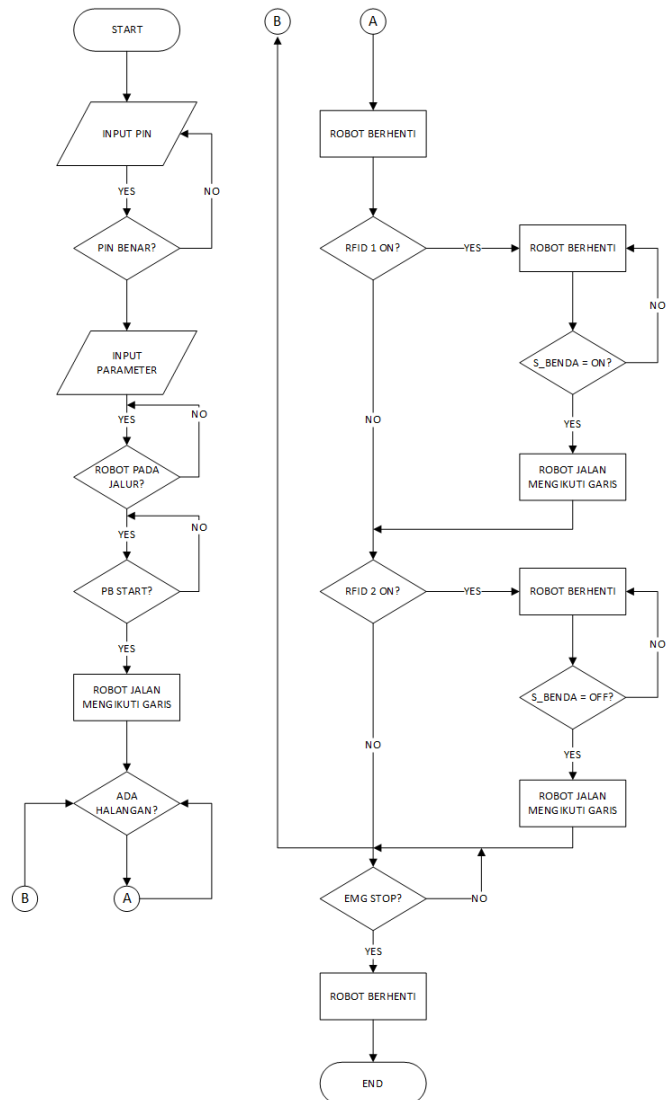 START
INPUT PIN
YES
NO
PIN BENAR?
INPUT
PARAMETER
YES
NO
ROBOT PADA
JALUR?
YES
NO
PB START?
YES
ROBOT JALAN
MENGIKUTI GARIS
ADA
HALANGAN?
B
A
B
A
ROBOT BERHENTI
RFID 1 ON?
YES
ROBOT BERHENTI
NO
S_BENDA = ON?
YES
NO
ROBOT JALAN
MENGIKUTI GARIS
RFID 2 ON?
YES
ROBOT BERHENTI
NO
S_BENDA = OFF?
YES
NO
ROBOT JALAN
MENGIKUTI GARIS
EMG STOP?
NO
YES
ROBOT BERHENTI
END